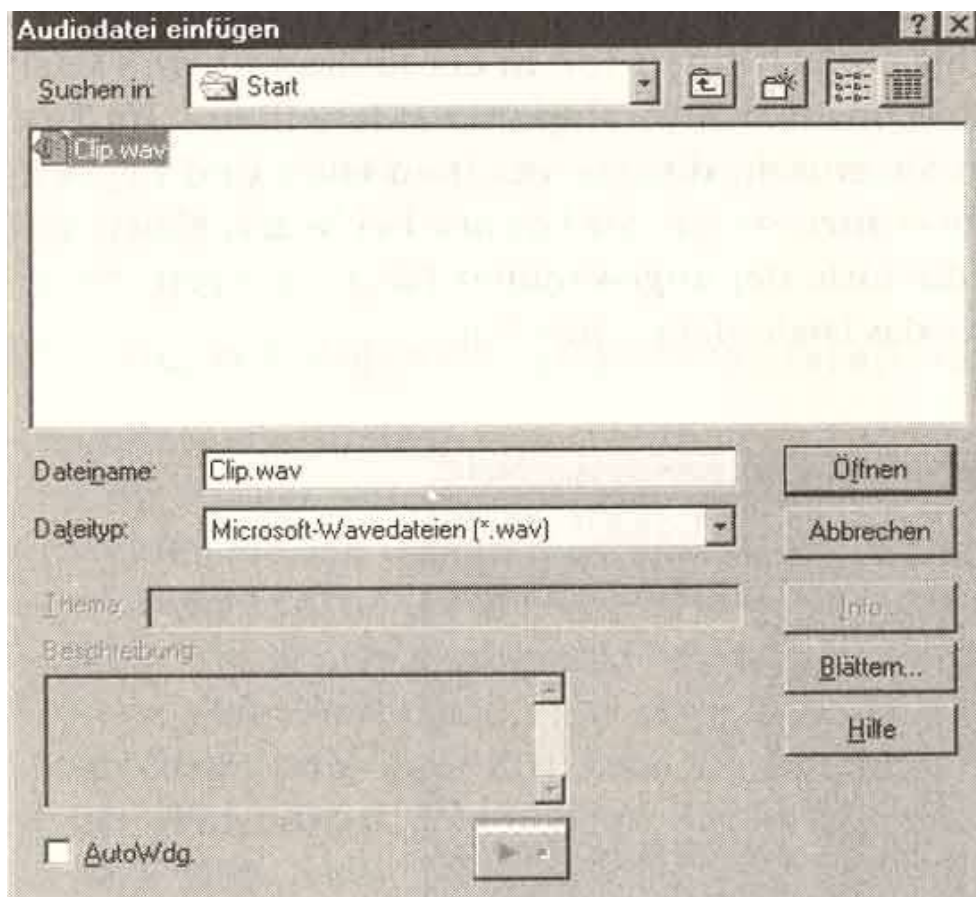 Audiodatei einfügen
Suchen in: Start
Clip.wav
Dateiname: Clip.wav Öffnen
Dateityp: Microsoft-Wavedateien (*.wav) Abbrechen
Thema: Info...
Beschreibung
Blättern...
Hilfe
AutoWdg.